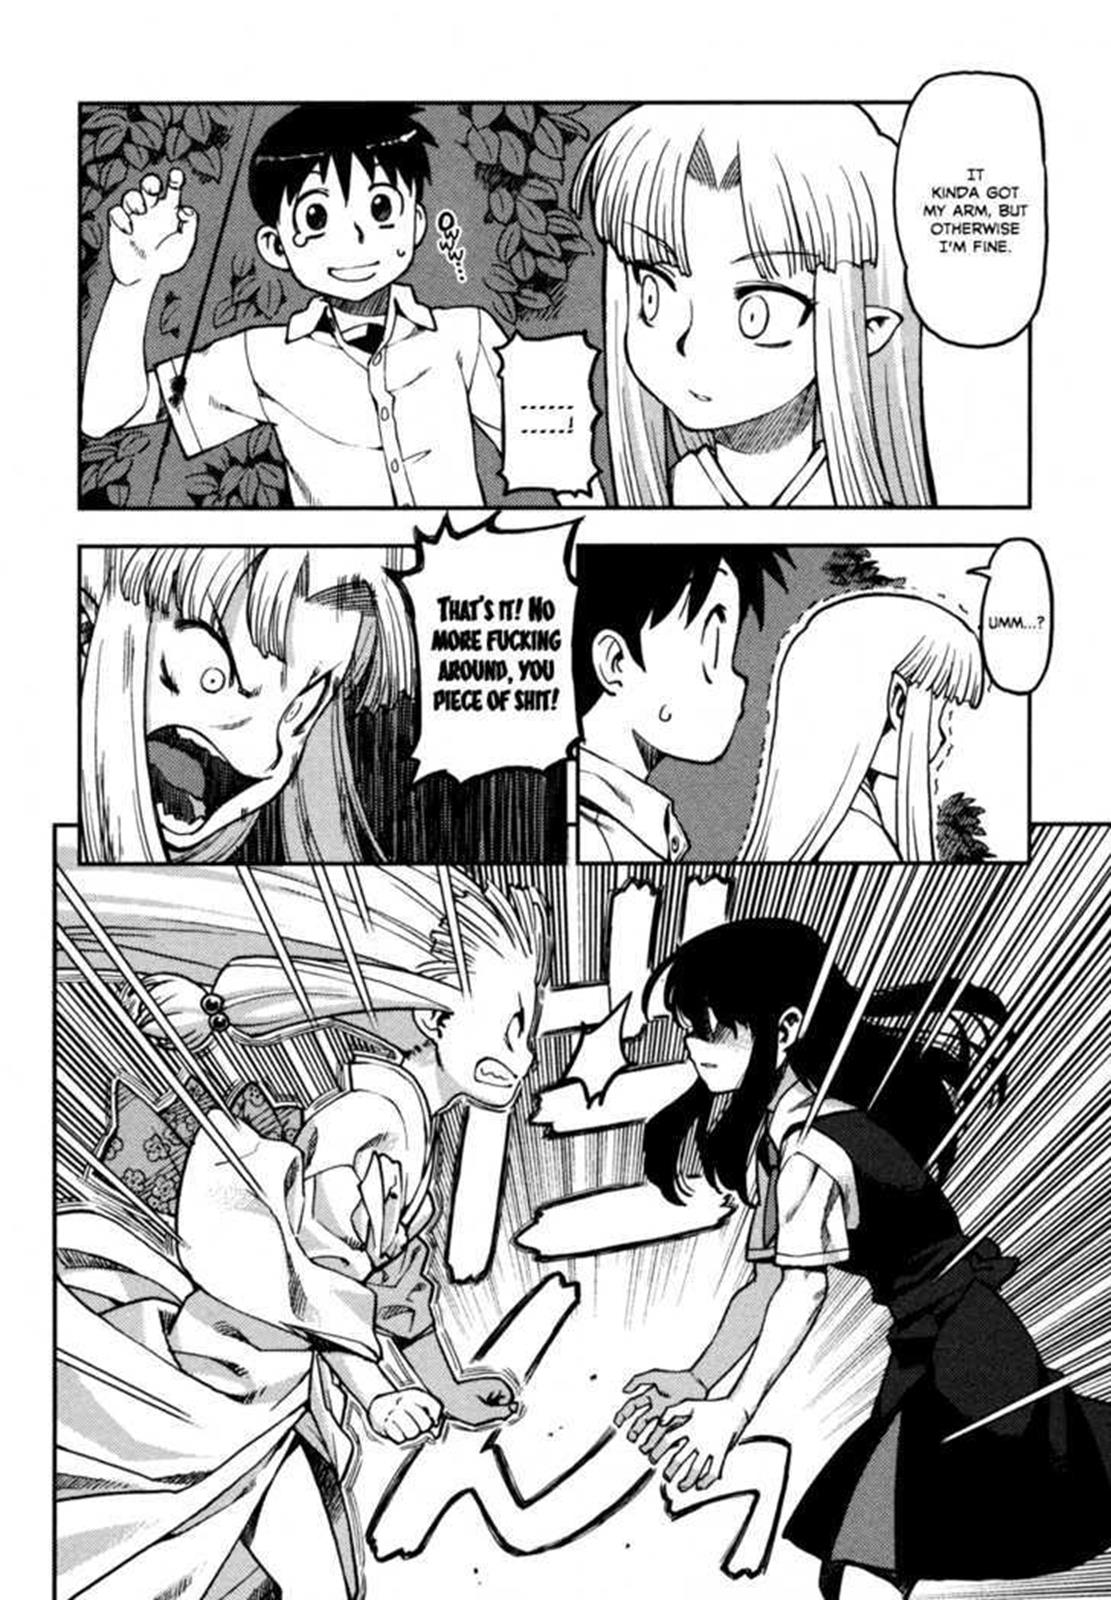 IT
KINDA GOT
MY ARM, BUT
OTHERWISE
I'M FINE.
OWW...
.......
......!
UMM...?
THAT'S IT! NO
MORE FUCKING
AROUND, YOU
PIECE OF SHIT!